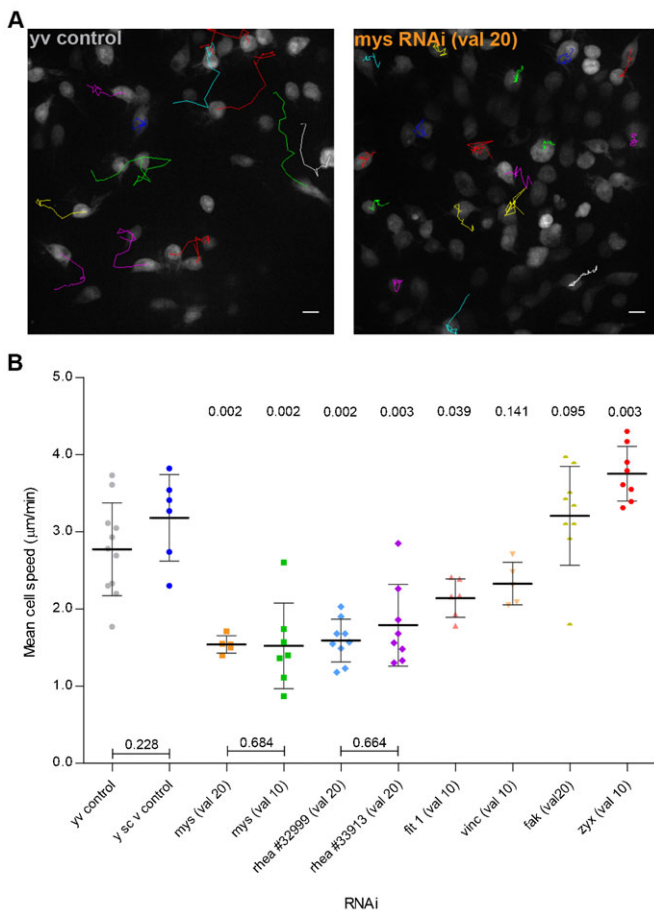 A
yv control
mys RNAi (val 20)
B
5.0
4.0
3.0
2.0
1.0
0.0
Mean cell speed (µm/min)
0.002 0.002 0.002 0.003 0.039 0.141 0.095 0.003
0.228 0.684 0.664
yv control
y sc v control
mys (val 20)
mys (val 10)
rhea #32999 (val 20)
rhea #33913 (val 20)
fit 1 (val 10)
vinc (val 10)
fak (val20)
zyx (val 10)
RNAi